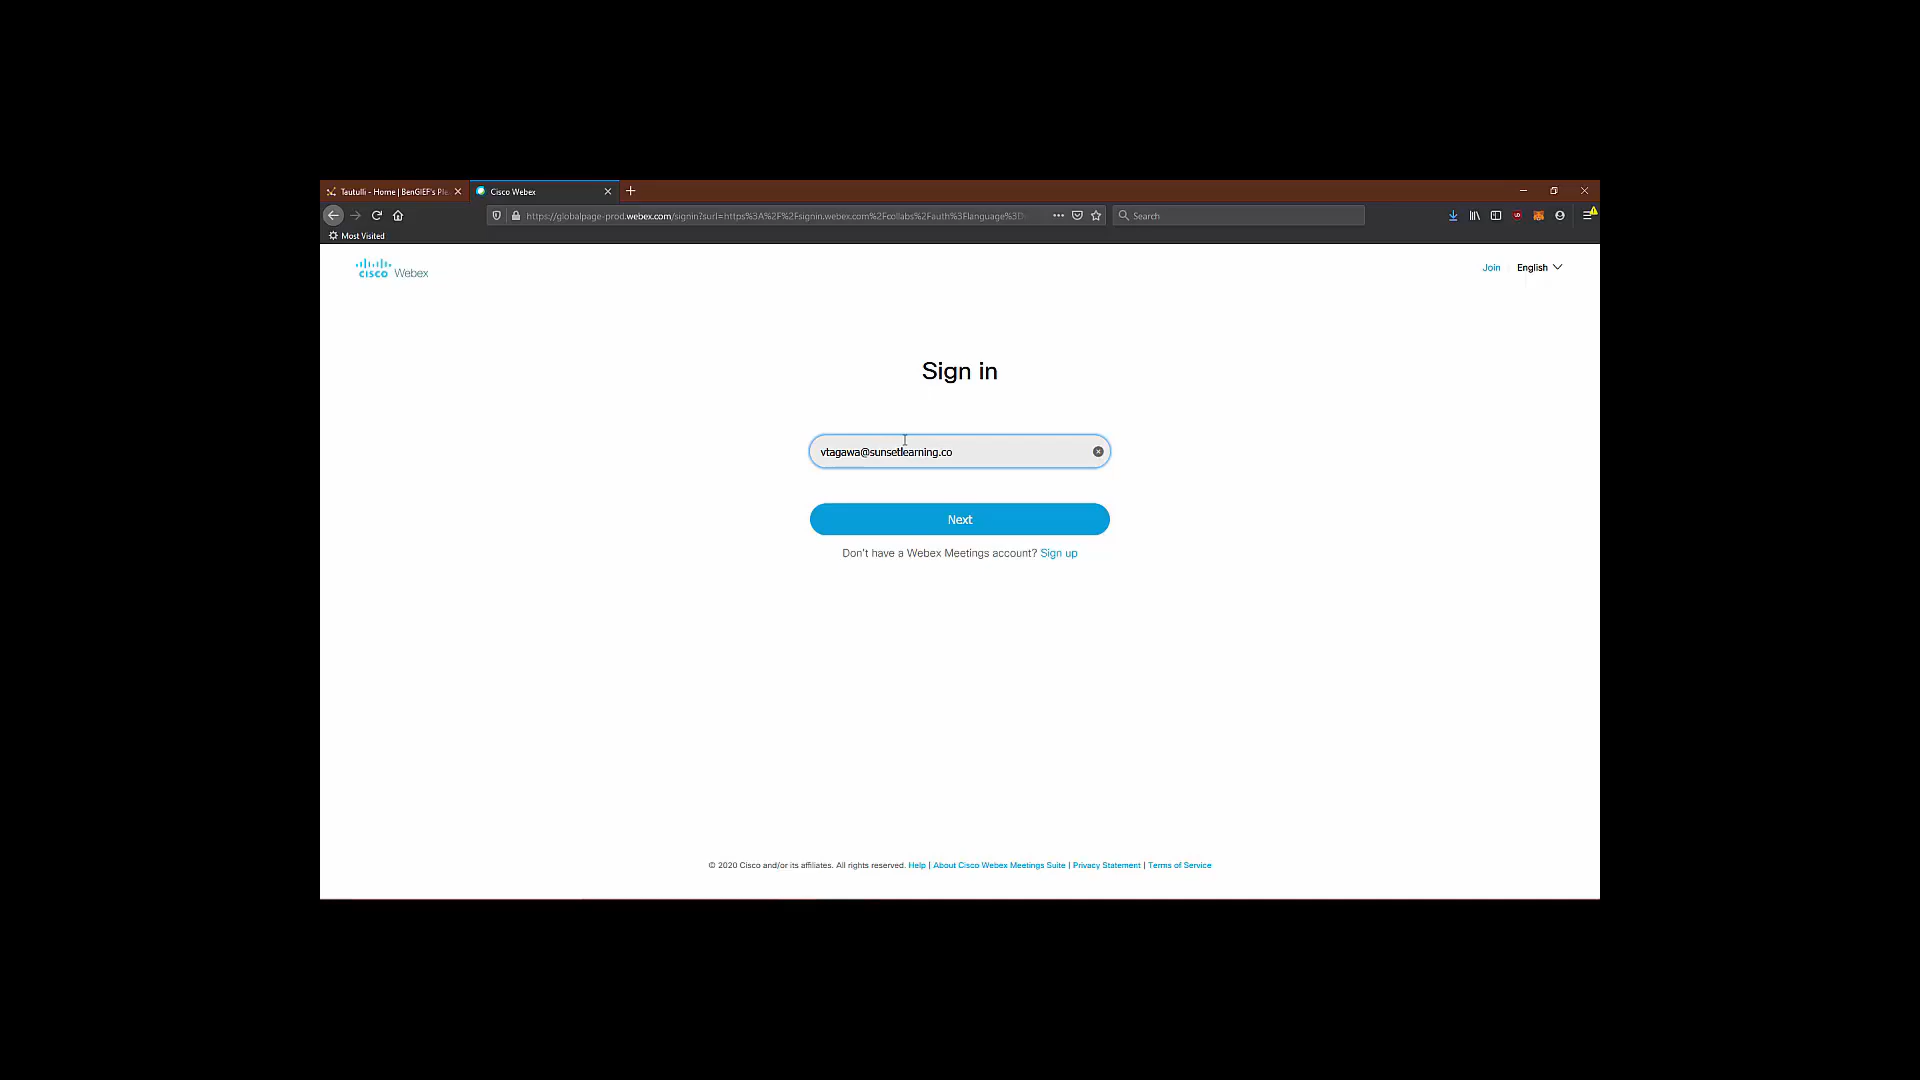 Tautulli - Home | BenGIEF's Ple
Cisco Webex
https://globalpage-prod.webex.com/signin?surl=https%3A%2F%2Fsignin.webex.com%2Fcollabs%2Fauth%3Flanguage%3D
Search
Most Visited
CISCO Webex
Join
English
Sign in
vtagawa@sunsetlearning.co
Next
Don't have a Webex Meetings account? Sign up
© 2020 Cisco and/or its affiliates. All rights reserved. Help | About Cisco Webex Meetings Suite | Privacy Statement | Terms of Service